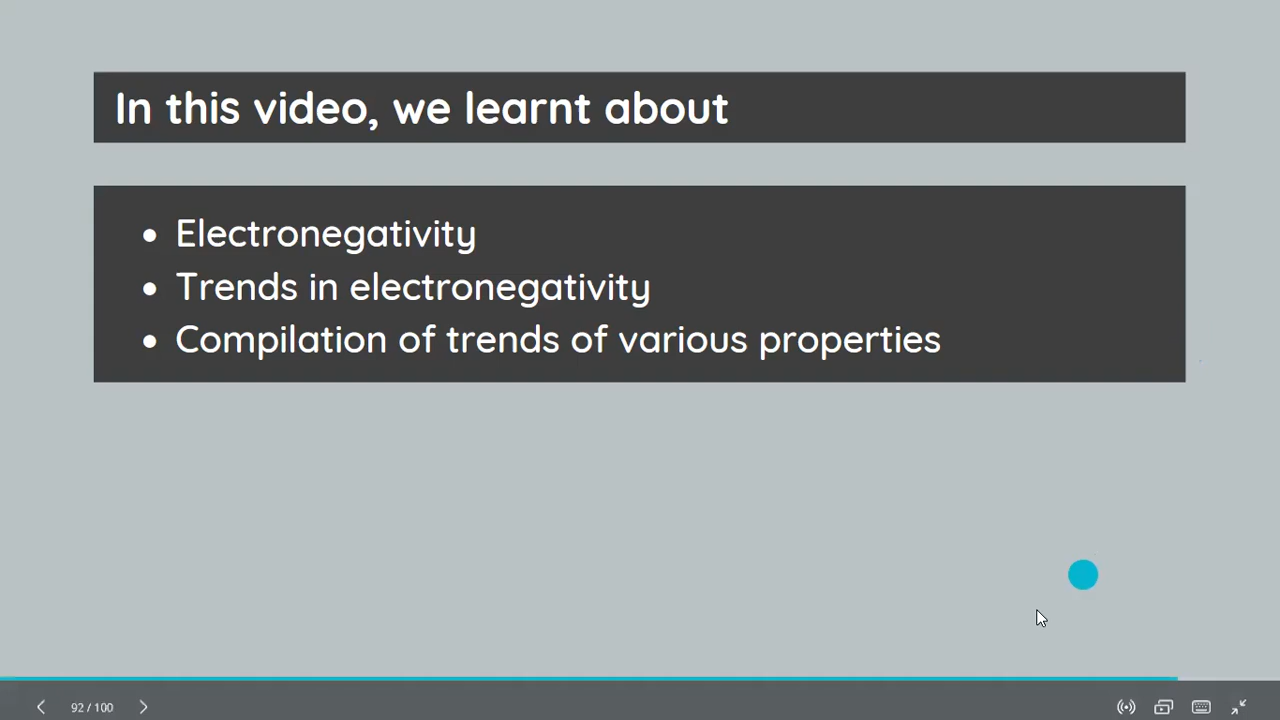 In this video, we learnt about
• Electronegativity
• Trends in electronegativity
• Compilation of trends of various properties
92 / 100